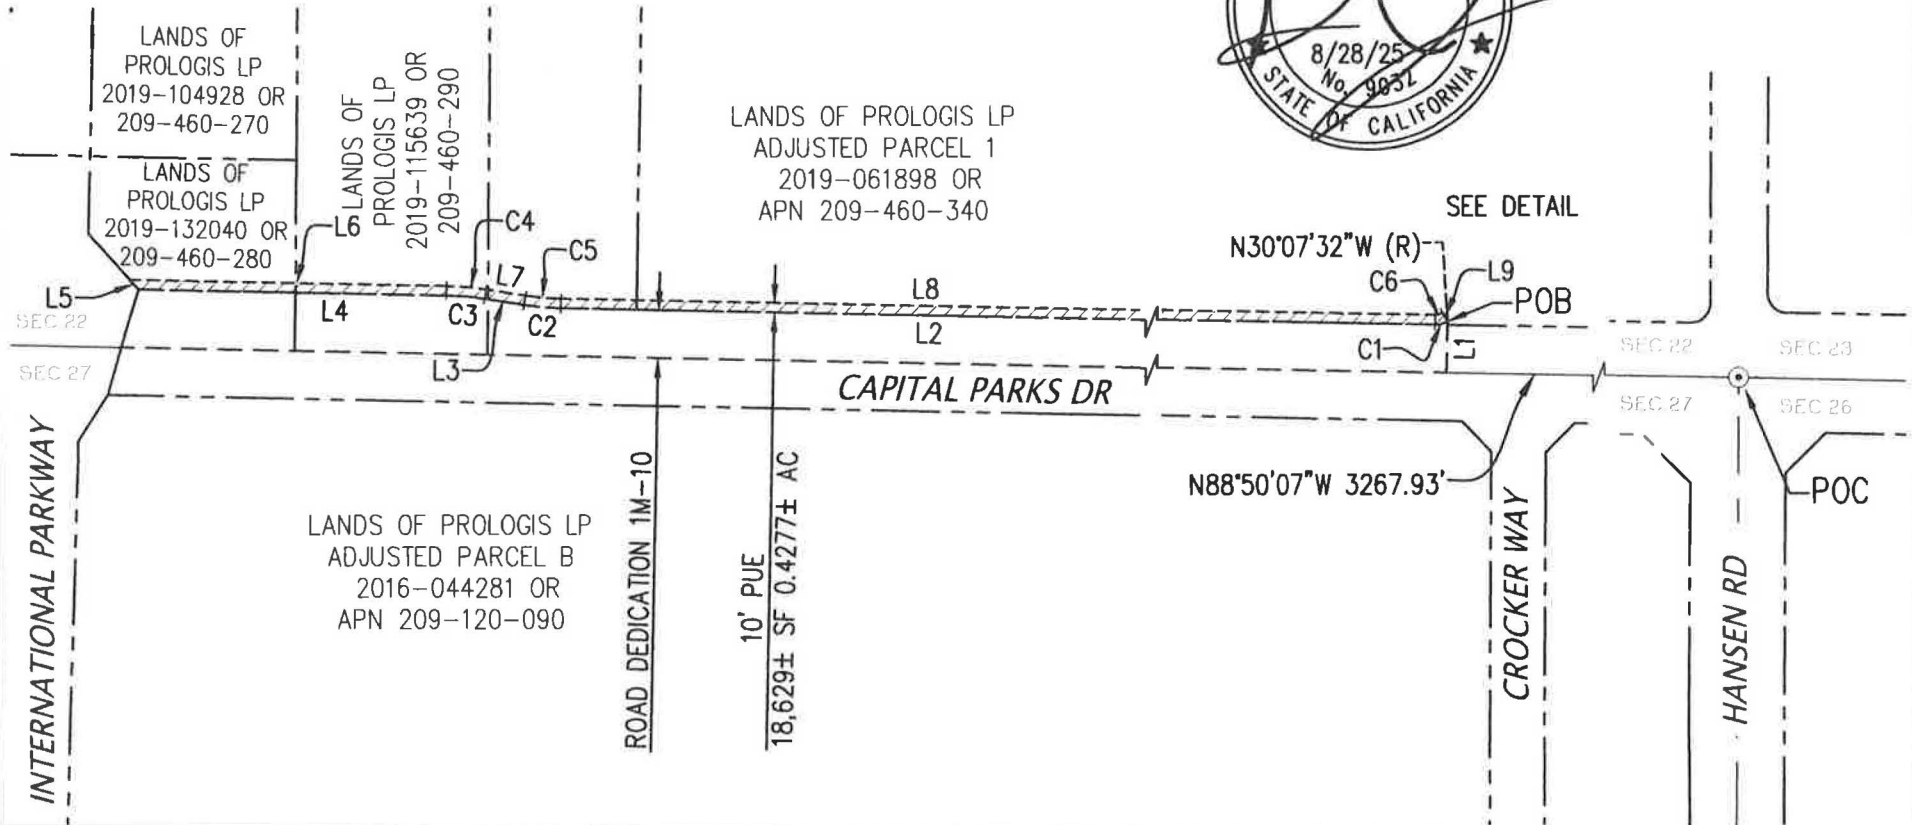 LANDS OF
PROLOGIS LP
2019-104928 OR
209-460-270
LANDS OF
PROLOGIS LP
2019-132040 OR
209-460-280
LANDS OF
PROLOGIS LP
2019-115639 OR
209-460-290
LANDS OF PROLOGIS LP
ADJUSTED PARCEL 1
2019-061898 OR
APN 209-460-340
8/28/25
No. 9032
STATE OF CALIFORNIA
SEE DETAIL
N30°07'32"W (R)
L6
C4
C5
L7
L8
C6
L9
POB
L5
L4
C3
C2
L3
L2
C1
L1
SEC 22
SEC 27
SEC 22
SEC 23
SEC 27
SEC 26
CAPITAL PARKS DR
N88°50'07"W 3267.93'
POC
INTERNATIONAL PARKWAY
LANDS OF PROLOGIS LP
ADJUSTED PARCEL B
2016-044281 OR
APN 209-120-090
ROAD DEDICATION 1M-10
10' PUE
18,629± SF 0.4277± AC
CROCKER WAY
HANSEN RD